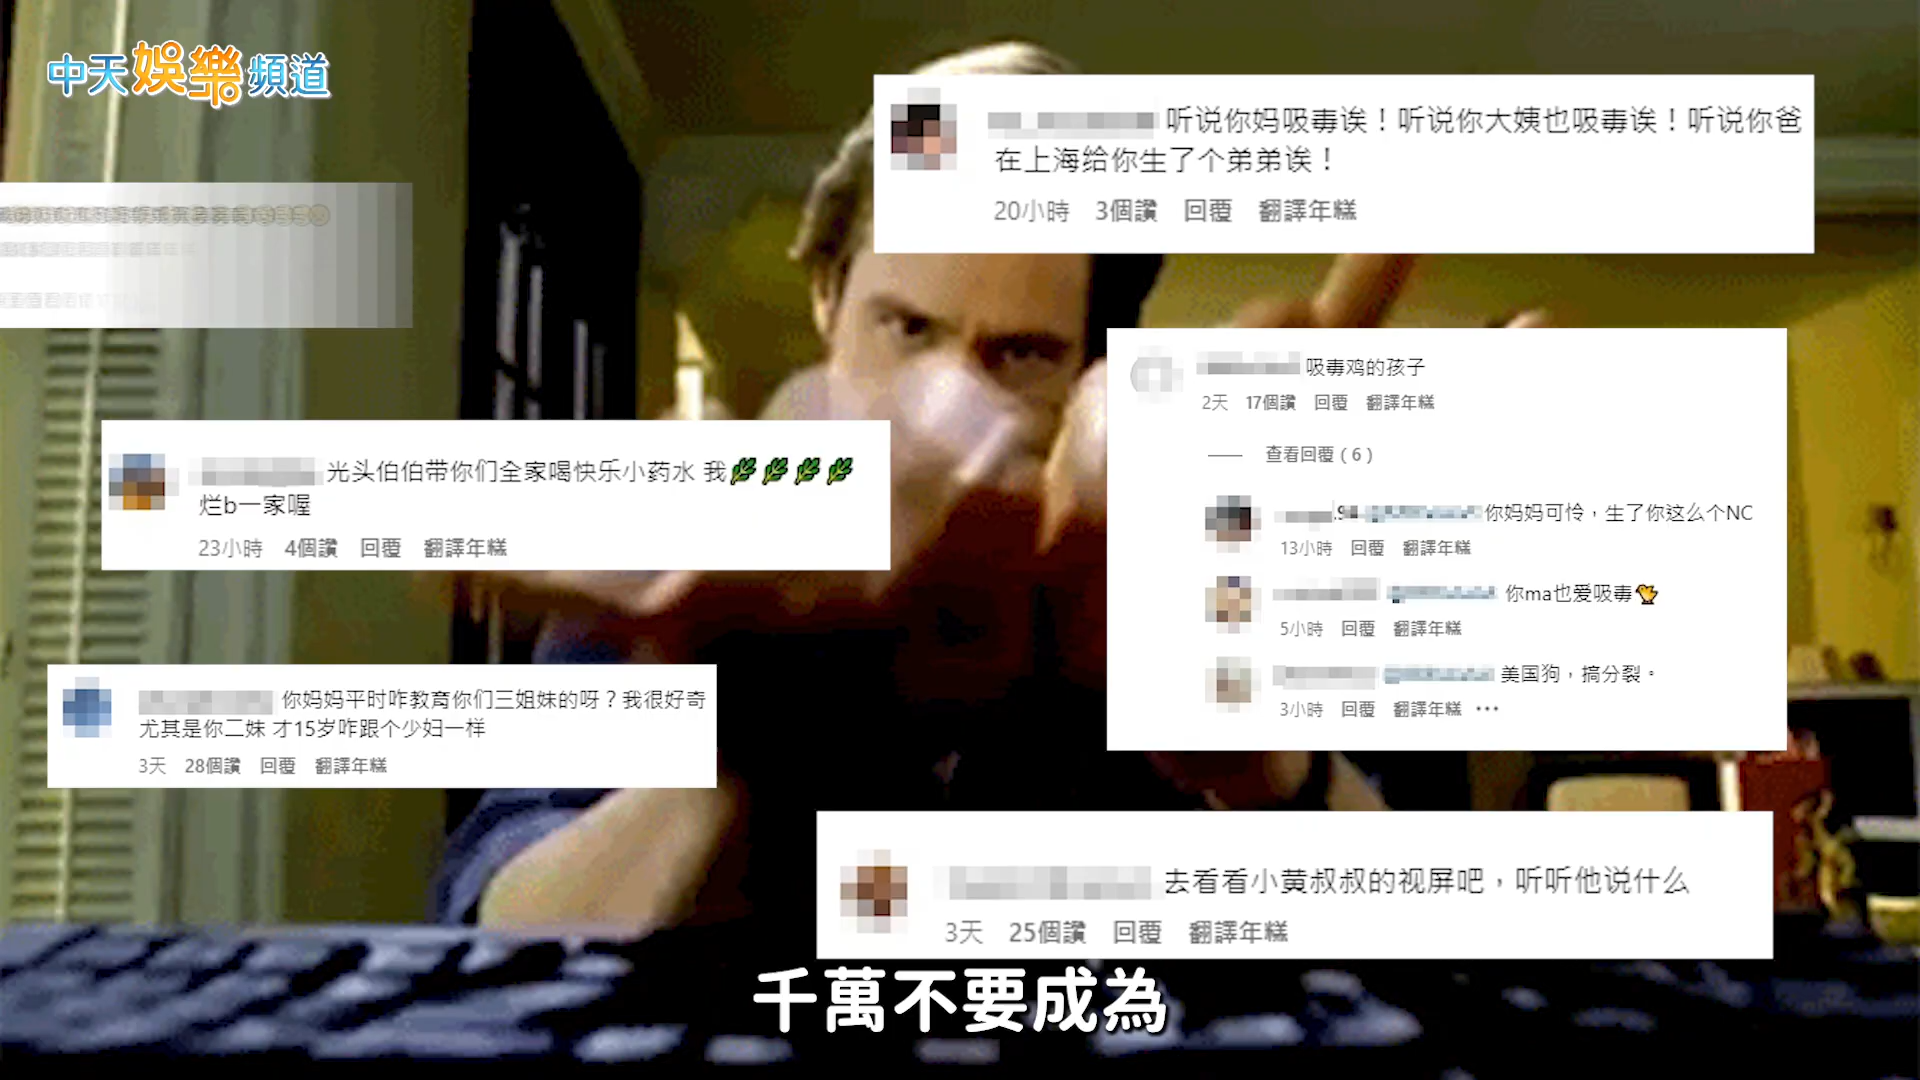 中天娛樂頻道
听说你妈吸毒诶！听说你大姨也吸毒诶！听说你爸
在上海给你生了个弟弟诶！
20小時 3個讚 回覆 翻譯年糕
吸毒鸡的孩子
2天 17個讚 回覆 翻譯年糕
查看回覆（6）
.94 你妈妈可怜，生了你这么个NC
13小時 回覆 翻譯年糕
你ma也爱吸毒🐤
5小時 回覆 翻譯年糕
美国狗，搞分裂。
3小時 回覆 翻譯年糕 •••
光头伯伯带你们全家喝快乐小药水 我🌿🌿🌿🌿
烂b一家喔
23小時 4個讚 回覆 翻譯年糕
你妈妈平时咋教育你们三姐妹的呀？我很好奇
尤其是你二妹 才15岁咋跟个少妇一样
3天 28個讚 回覆 翻譯年糕
去看看小黄叔叔的视屏吧，听听他说什么
3天 25個讚 回覆 翻譯年糕
千萬不要成為